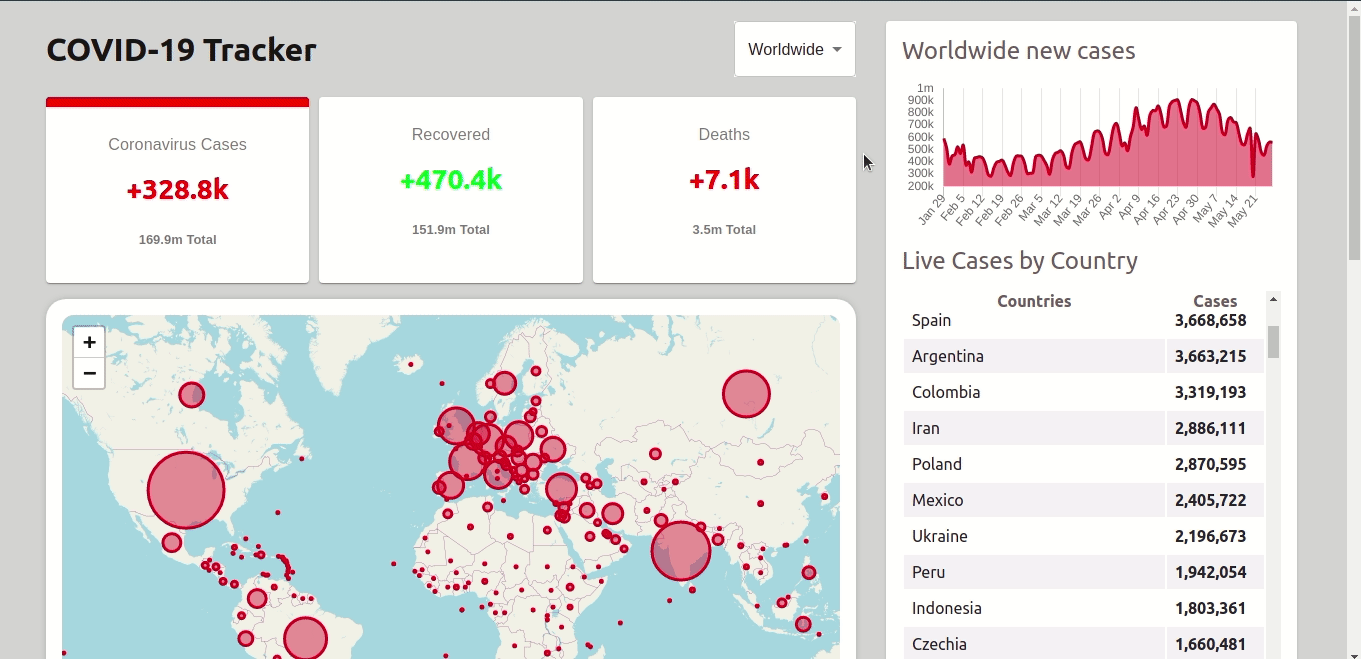 COVID-19 Tracker
Worldwide
Coronavirus Cases
+328.8k
169.9m Total
Recovered
+470.4k
151.9m Total
Deaths
+7.1k
3.5m Total
+
−
Worldwide new cases
1m
900k
800k
700k
600k
500k
400k
300k
200k
Jan 29
Feb 5
Feb 12
Feb 19
Feb 26
Mar 5
Mar 12
Mar 19
Mar 26
Apr 2
Apr 9
Apr 16
Apr 23
Apr 30
May 7
May 14
May 21
Live Cases by Country
Countries Cases
Spain 3,668,658
Argentina 3,663,215
Colombia 3,319,193
Iran 2,886,111
Poland 2,870,595
Mexico 2,405,722
Ukraine 2,196,673
Peru 1,942,054
Indonesia 1,803,361
Czechia 1,660,481